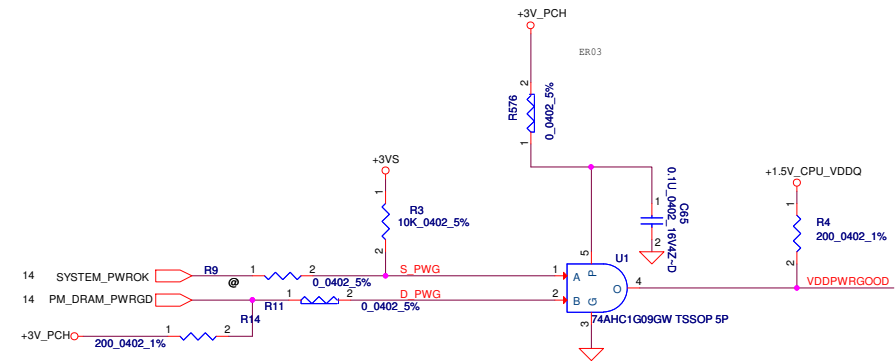 +3V_PCH
ER03
2
R576
0_0402_5%
1
+3VS
1
R3
10K_0402_5%
2
1
C65
0.1U_0402_16V4Z~D
2
+1.5V_CPU_VDDQ
1
R4
200_0402_1%
2
5
U1
14 SYSTEM_PWROK R9 1 2 S_PWG 1 A P
@ 0_0402_5%
O 4 VDDPWRGOOD
14 PM_DRAM_PWRGD 1 2 D_PWG 2 B G
R11 0_0402_5%
3 74AHC1G09GW TSSOP 5P
R14
+3V_PCH 1 2
200_0402_1%